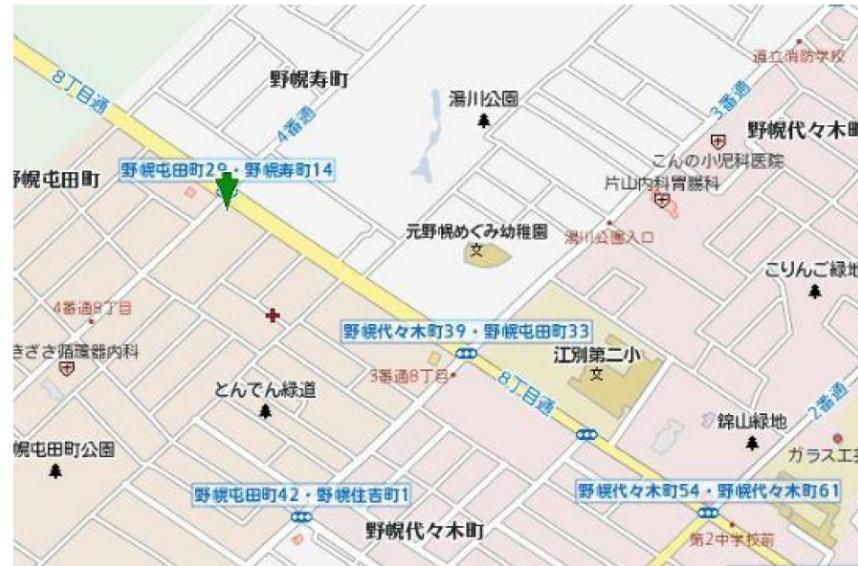 道立消防学校
8丁目通
野幌寿町
3番通
湯川公園
4番通
野幌代々木町
こんの小児科医院
野幌屯田町29・野幌寿町14
幌屯田町
片山内科胃腸科
元野幌めぐみ幼稚園
湯川公園入口
文
こりんご緑地
4番通8丁目
野幌代々木町39・野幌屯田町33
きざさ循環器内科
江別第二小
3番通8丁目
文
とんでん緑道
8丁目通
2番通
錦山緑地
幌屯田町公園
ガラス工芸
野幌屯田町42・野幌住吉町1
野幌代々木町54・野幌代々木町61
野幌代々木町
第2中学校前